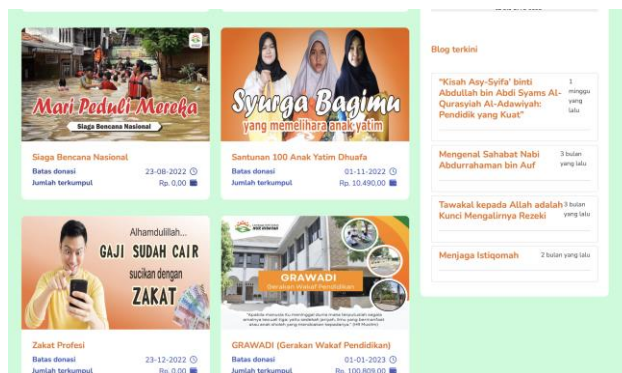 Mari Peduli Mereka
Siaga Bencana Nasional
Siaga Bencana Nasional
Batas donasi 23-08-2022
Jumlah terkumpul Rp. 0,00
Syurga Bagimu
yang memelihara anak yatim
Santunan 100 Anak Yatim Dhuafa
Batas donasi 01-11-2022
Jumlah terkumpul Rp. 10.490,00
Alhamdulillah...
GAJI SUDAH CAIR
sucikan dengan
ZAKAT
Zakat Profesi
Batas donasi 23-12-2022
Jumlah terkumpul Rp. 0,00
GRAWADI
Gerakan Wakaf Pendidikan
GRAWADI (Gerakan Wakaf Pendidikan)
Batas donasi 01-01-2023
Jumlah terkumpul Rp. 100.809,00
Blog terkini
"Kisah Asy-Syifa' binti
Abdullah bin Abdi Syams Al-
Qurasyiah Al-Adawiyah:
Pendidik yang Kuat"
1
minggu
yang
lalu
Mengenal Sahabat Nabi
Abdurrahaman bin Auf
3 bulan
yang lalu
Tawakal kepada Allah adalah
Kunci Mengalirnya Rezeki
3 bulan
yang lalu
Menjaga Istiqomah 2 bulan yang lalu